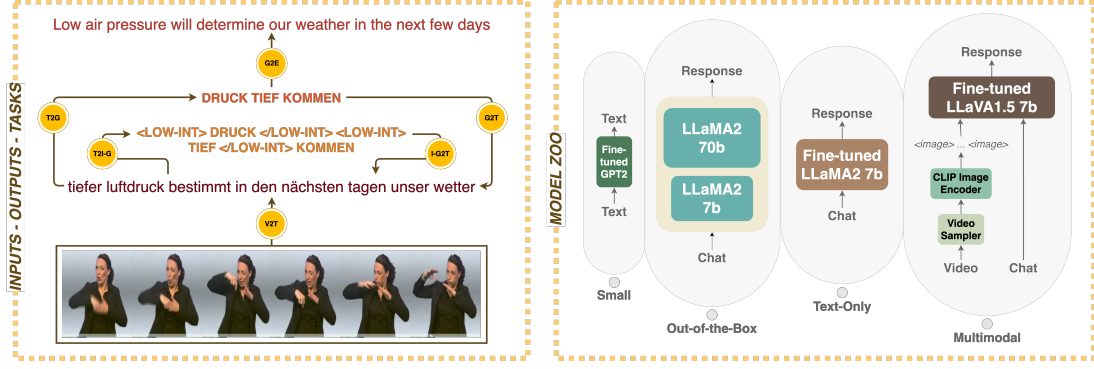 INPUTS - OUTPUTS - TASKS
Low air pressure will determine our weather in the next few days
G2E
T2G
DRUCK TIEF KOMMEN
G2T
<LOW-INT> DRUCK </LOW-INT> <LOW-INT>
TIEF </LOW-INT> KOMMEN
T2I-G
I-G2T
tiefer luftdruck bestimmt in den nächsten tagen unser wetter
V2T
MODEL ZOO
Text
Fine-
tuned
GPT2
Text
Small
Response
LLaMA2
70b
LLaMA2
7b
Chat
Out-of-the-Box
Response
Fine-tuned
LLaMA2 7b
Chat
Text-Only
Response
Fine-tuned
LLaVA1.5 7b
<image> ... <image>
CLIP Image
Encoder
Video
Sampler
Video
Chat
Multimodal